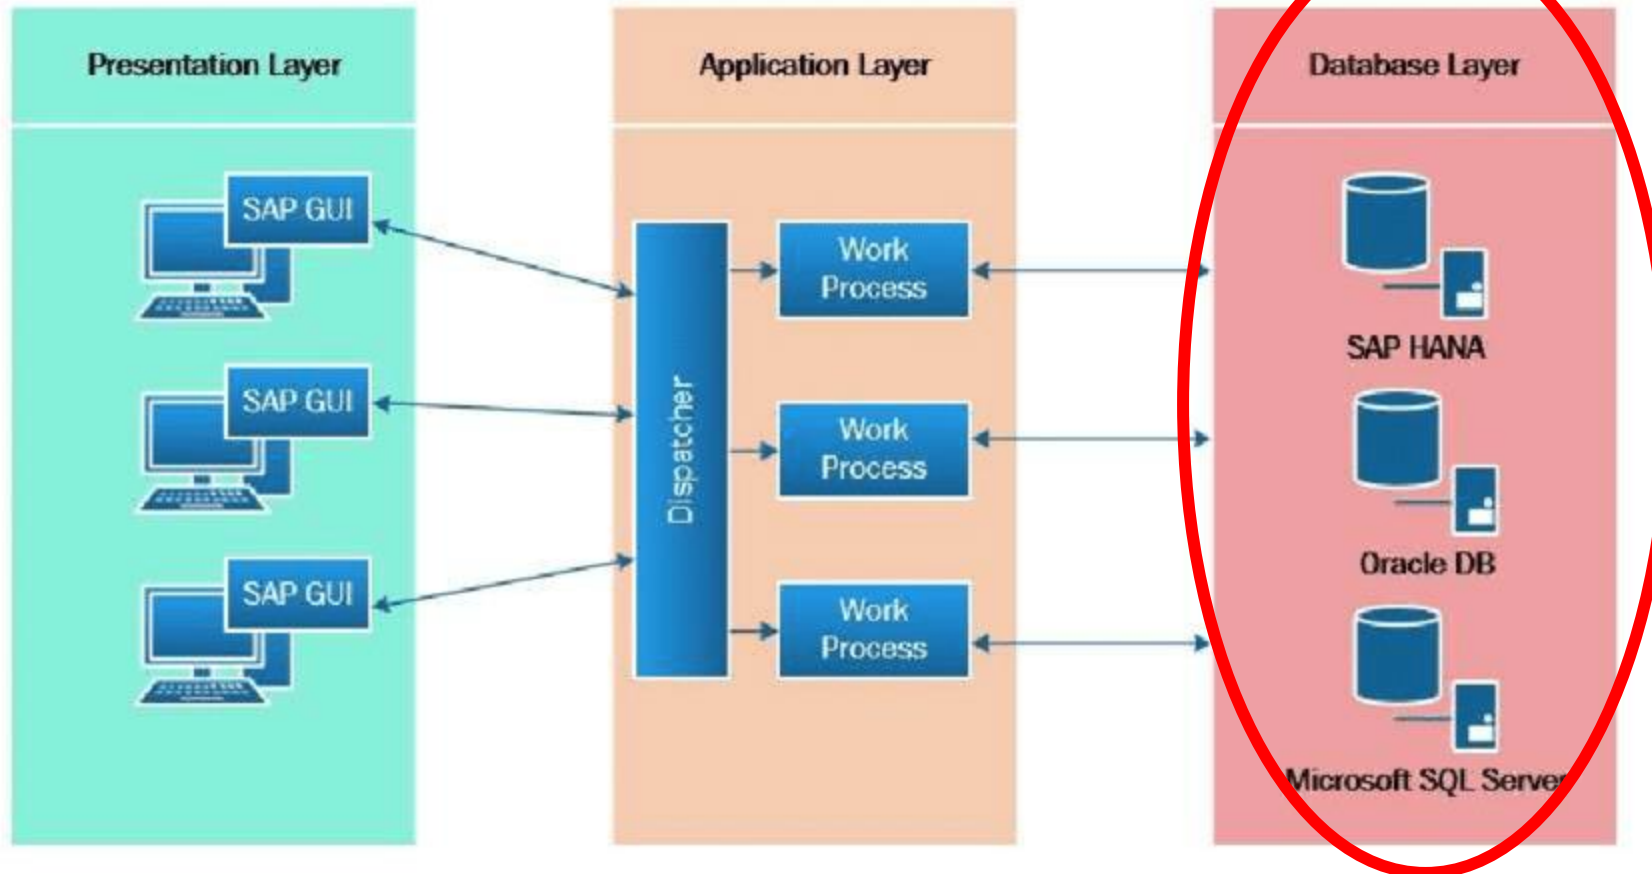 Presentation Layer
Application Layer
Database Layer
SAP GUI
SAP GUI
SAP GUI
Dispatcher
Work
Process
Work
Process
Work
Process
SAP HANA
Oracle DB
Microsoft SQL Server